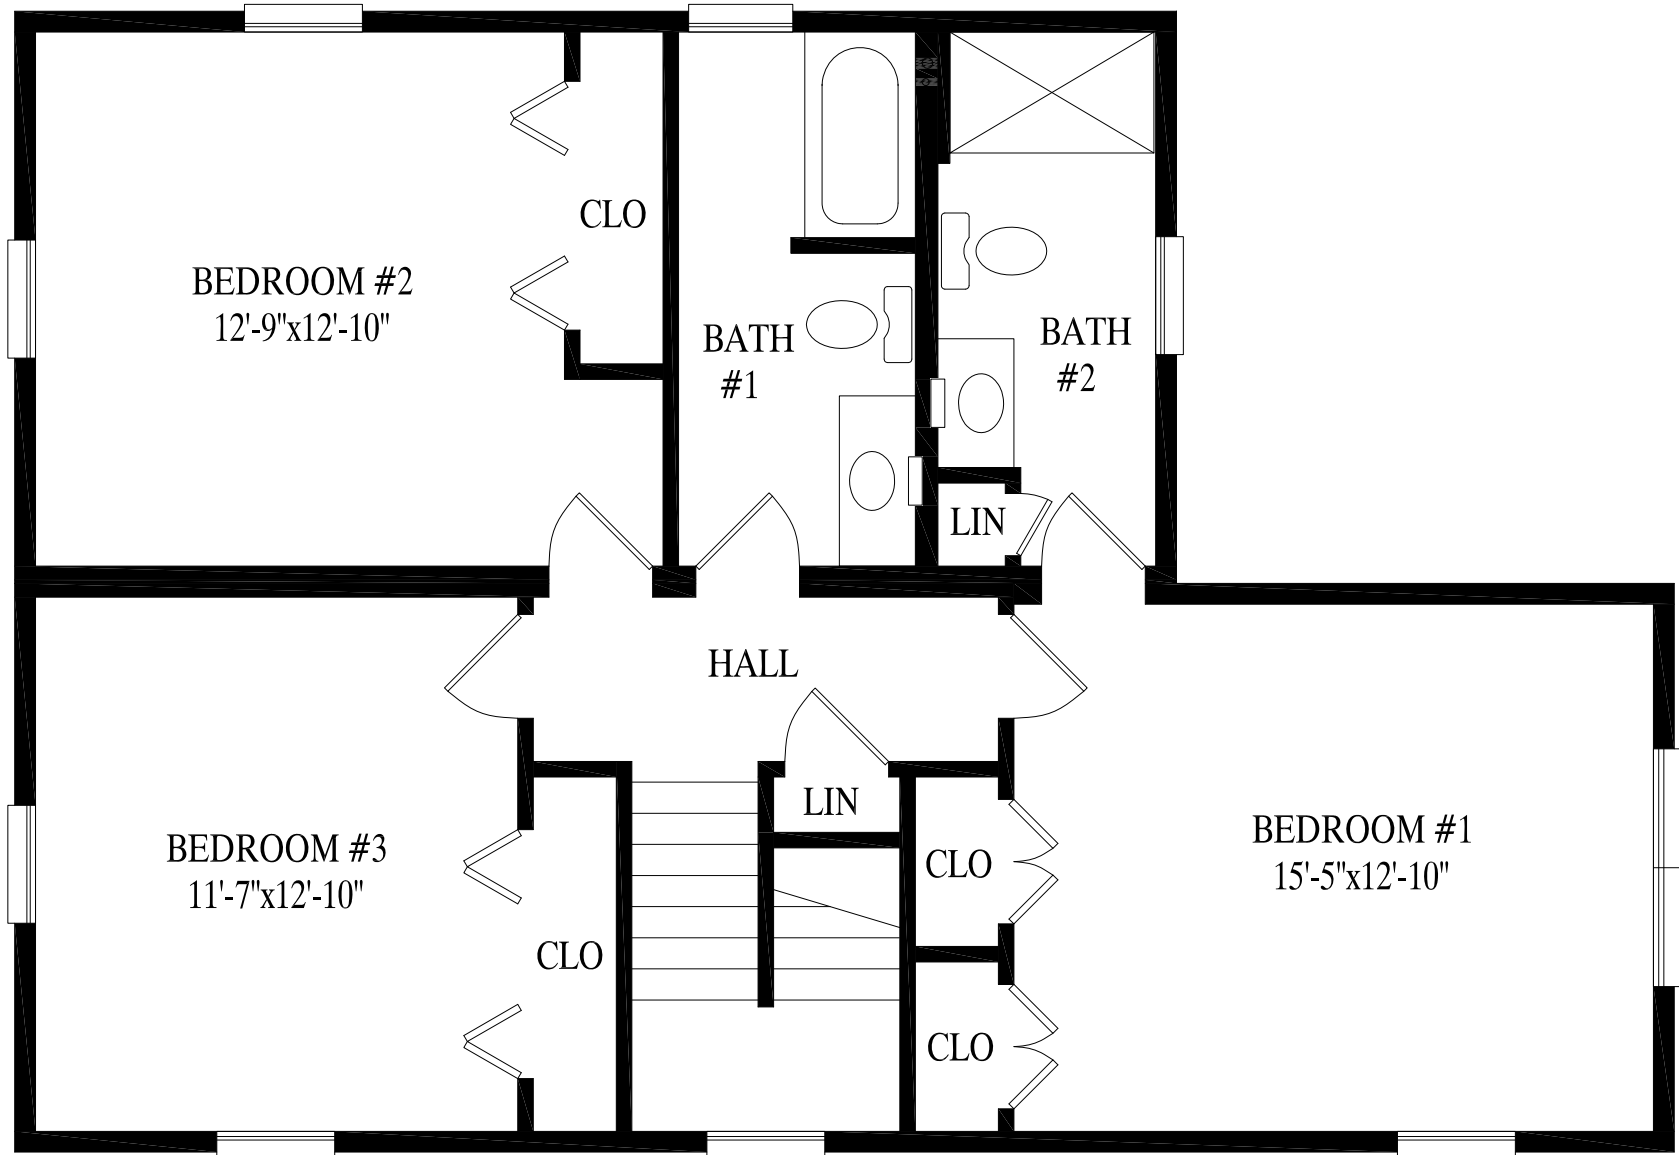 CLO
BEDROOM #2
12'-9"x12'-10"
BATH
#1
BATH
#2
LIN
HALL
LIN
BEDROOM #3
11'-7"x12'-10"
CLO
CLO
BEDROOM #1
15'-5"x12'-10"
CLO